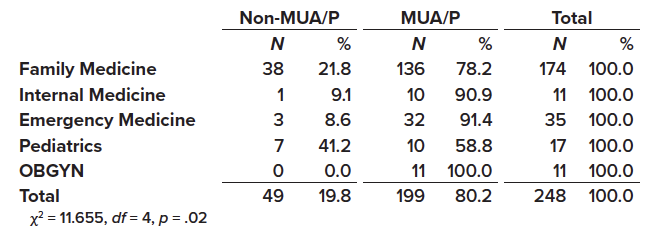 Non-MUA/P MUA/P Total
N % N % N %
Family Medicine 38 21.8 136 78.2 174 100.0
Internal Medicine 1 9.1 10 90.9 11 100.0
Emergency Medicine 3 8.6 32 91.4 35 100.0
Pediatrics 7 41.2 10 58.8 17 100.0
OBGYN 0 0.0 11 100.0 11 100.0
Total 49 19.8 199 80.2 248 100.0
χ² = 11.655, df = 4, p = .02